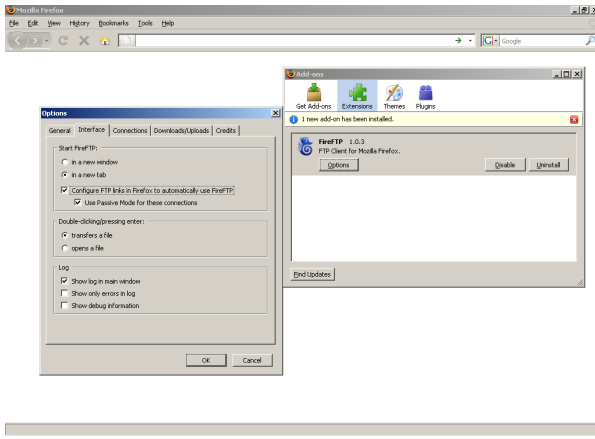 Mozilla Firefox
File Edit View History Bookmarks Tools Help
G Google
Add-ons
Get Add-ons Extensions Themes Plugins
1 new add-on has been installed.
FireFTP 1.0.3
FTP Client for Mozilla Firefox.
Options Disable Uninstall
Find Updates
Options
General Interface Connections Downloads/Uploads Credits
Start FireFTP:
in a new window
in a new tab
Configure FTP links in Firefox to automatically use FireFTP
Use Passive Mode for these connections
Double-clicking/pressing enter:
transfers a file
opens a file
Log
Show log in main window
Show only errors in log
Show debug information
OK Cancel